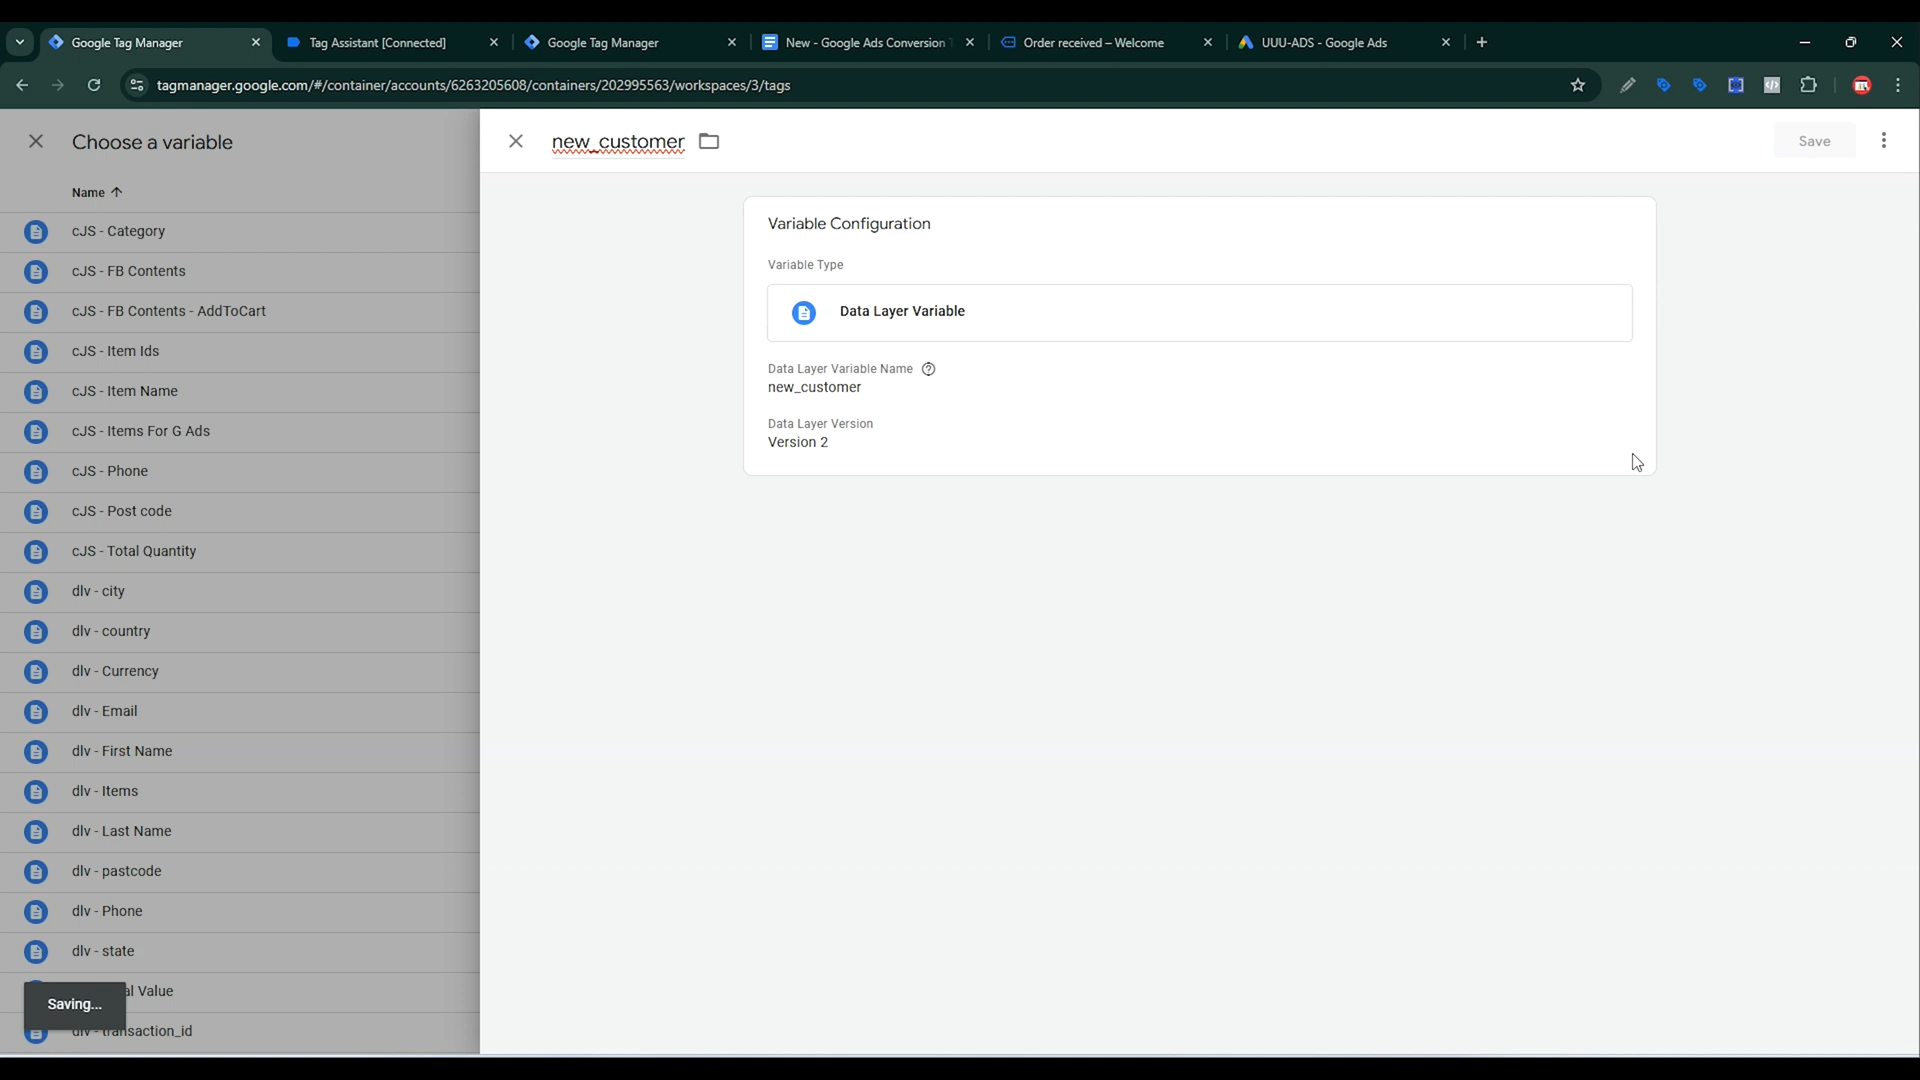 Google Tag Manager
Tag Assistant [Connected]
Google Tag Manager
New - Google Ads Conversion
Order received – Welcome
UUU-ADS - Google Ads
tagmanager.google.com/#/container/accounts/6263205608/containers/202995563/workspaces/3/tags
Choose a variable
new_customer
Save
Name
cJS - Category
cJS - FB Contents
cJS - FB Contents - AddToCart
cJS - Item Ids
cJS - Item Name
cJS - Items For G Ads
cJS - Phone
cJS - Post code
cJS - Total Quantity
dlv - city
dlv - country
dlv - Currency
dlv - Email
dlv - First Name
dlv - Items
dlv - Last Name
dlv - pastcode
dlv - Phone
dlv - state
Value
dlv - transaction_id
Saving...
Variable Configuration
Variable Type
Data Layer Variable
Data Layer Variable Name
new_customer
Data Layer Version
Version 2